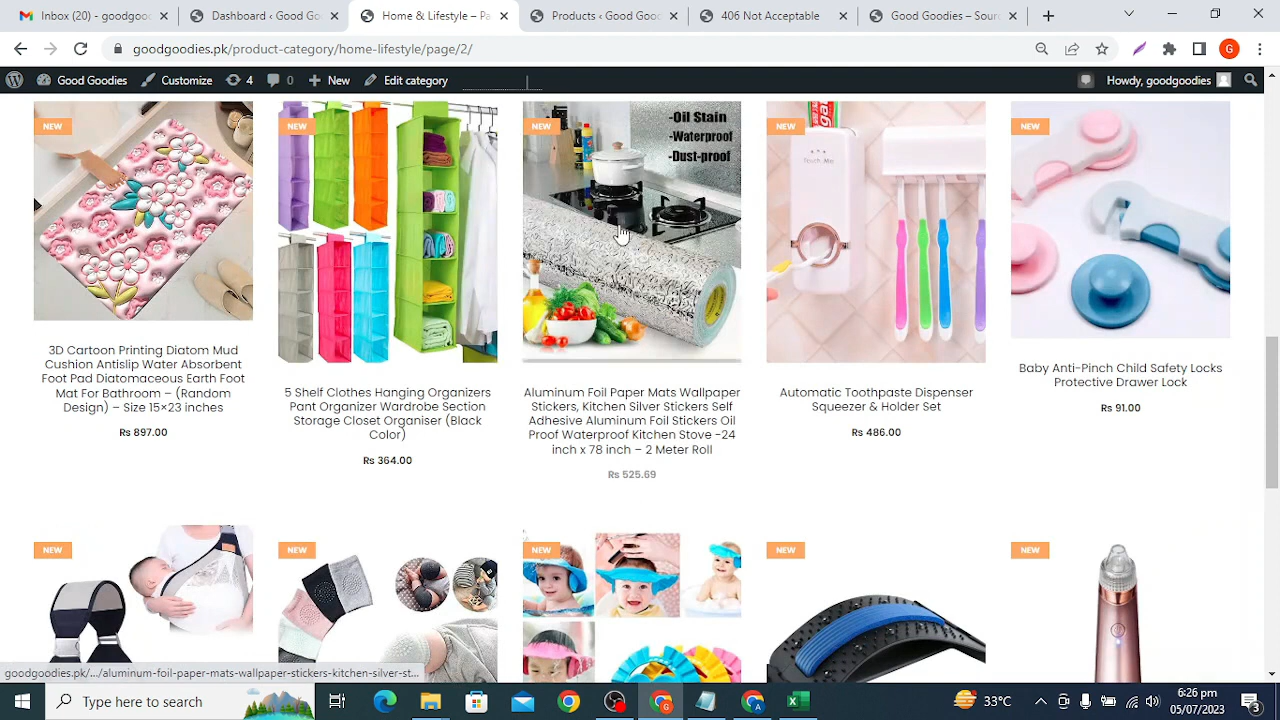 Inbox (20) - goodgoodies.
Dashboard ‹ Good G
Home & Lifestyle – Pa
Products ‹ Good Good
406 Not Acceptable
Good Goodies – Sour
goodgoodies.pk/product-category/home-lifestyle/page/2/
G
Good Goodies
Customize
4
0
New
Edit category
Howdy, goodgoodies
NEW
NEW
NEW
NEW
NEW
-Oil Stain
-Waterproof
-Dust-proof
Touch Me
3D Cartoon Printing Diatom Mud
Cushion Antislip Water Absorbent
Foot Pad Diatomaceous Earth Foot
Mat For Bathroom – (Random
Design) – Size 15×23 inches
Rs 897.00
5 Shelf Clothes Hanging Organizers
Pant Organizer Wardrobe Section
Storage Closet Organiser (Black
Color)
Rs 364.00
Aluminum Foil Paper Mats Wallpaper
Stickers, Kitchen Silver Stickers Self
Adhesive Aluminum Foil Stickers Oil
Proof Waterproof Kitchen Stove -24
inch x 78 inch – 2 Meter Roll
Rs 525.69
Automatic Toothpaste Dispenser
Squeezer & Holder Set
Rs 486.00
Baby Anti-Pinch Child Safety Locks
Protective Drawer Lock
Rs 91.00
NEW
NEW
NEW
NEW
NEW
goodgoodies.pk/.../aluminum-foil-paper-mats-wallpaper-stickers-kitchen-silver-st...
Type here to search
33°C
6:26 pm
05/07/2023
3